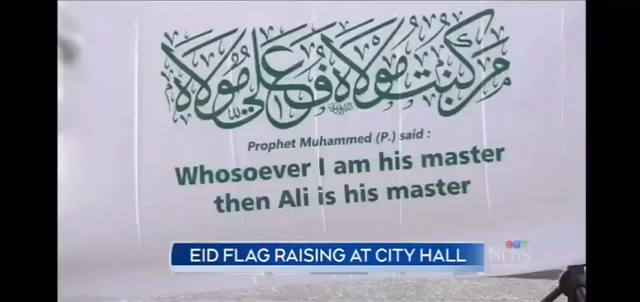 من كنت مولاه فعلي مولاه
Prophet Muhammed (P.) said :
Whosoever I am his master
then Ali is his master
EID FLAG RAISING AT CITY HALL
CTV
NEWS